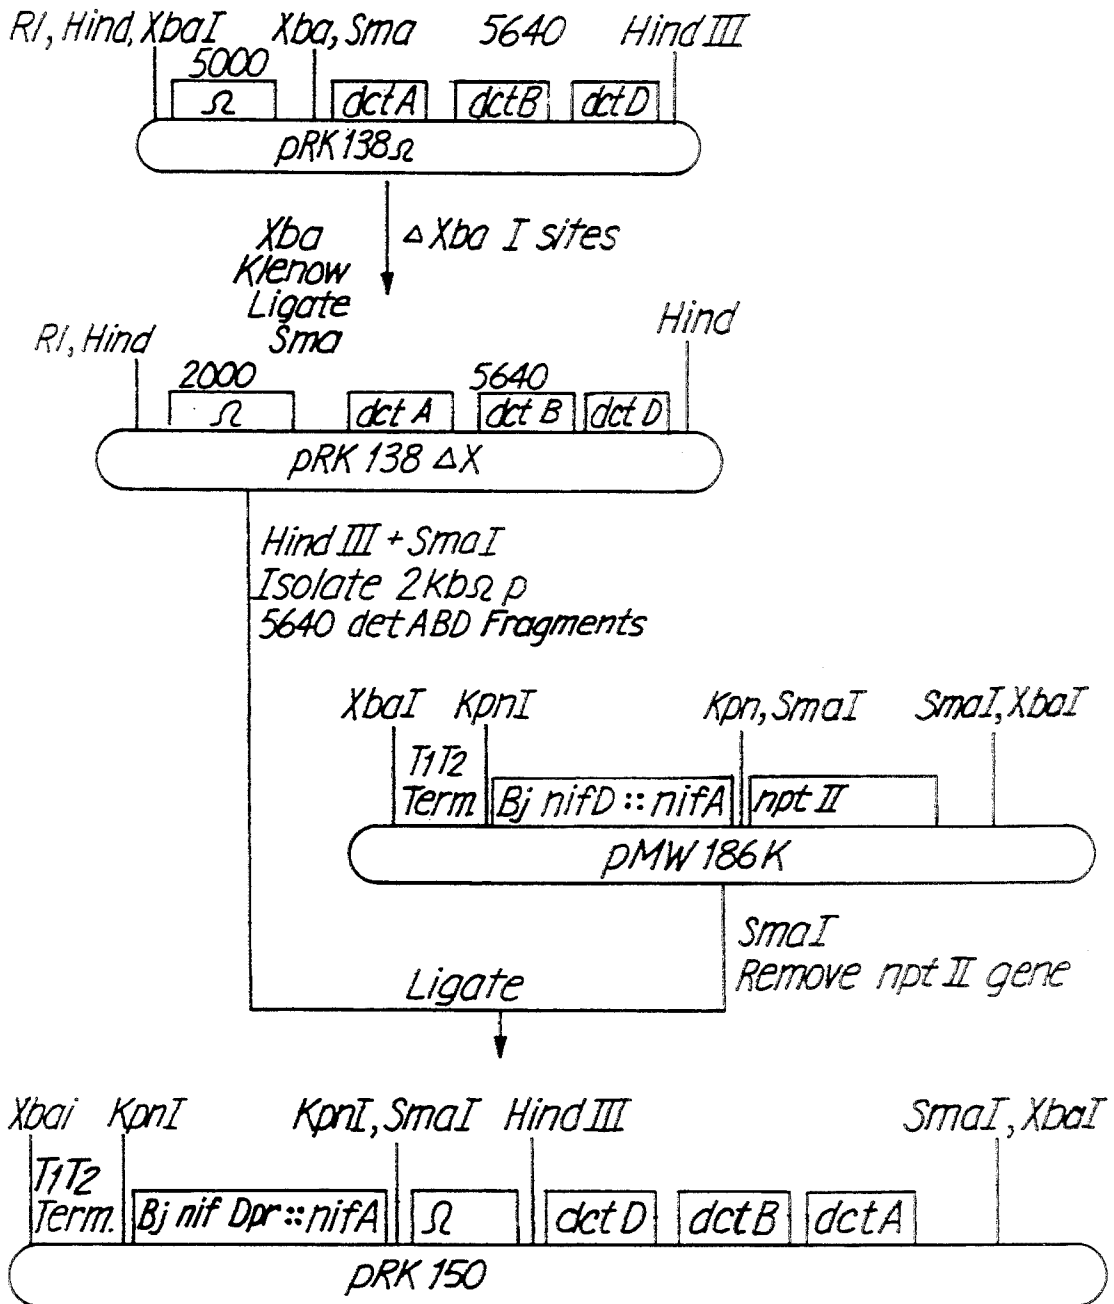 RI, Hind, XbaI Xba, Sma 5640 Hind III
5000
Ω dctA dctB dctD
pRK138Ω
Xba
Klenow
Ligate
Sma
Δ Xba I sites
RI, Hind Hind
2000 5640
Ω dct A dct B dct D
pRK 138 ΔX
Hind III + SmaI
Isolate 2kbΩ p
5640 detABD Fragments
XbaI KpnI Kpn, SmaI SmaI, XbaI
T1T2
Term. Bj nifD :: nifA npt II
pMW 186K
SmaI
Remove npt II gene
Ligate
Xbai KpnI KpnI, SmaI Hind III SmaI, XbaI
T1T2
Term. Bj nif Dpr :: nifA Ω dctD dctB dctA
pRK 150